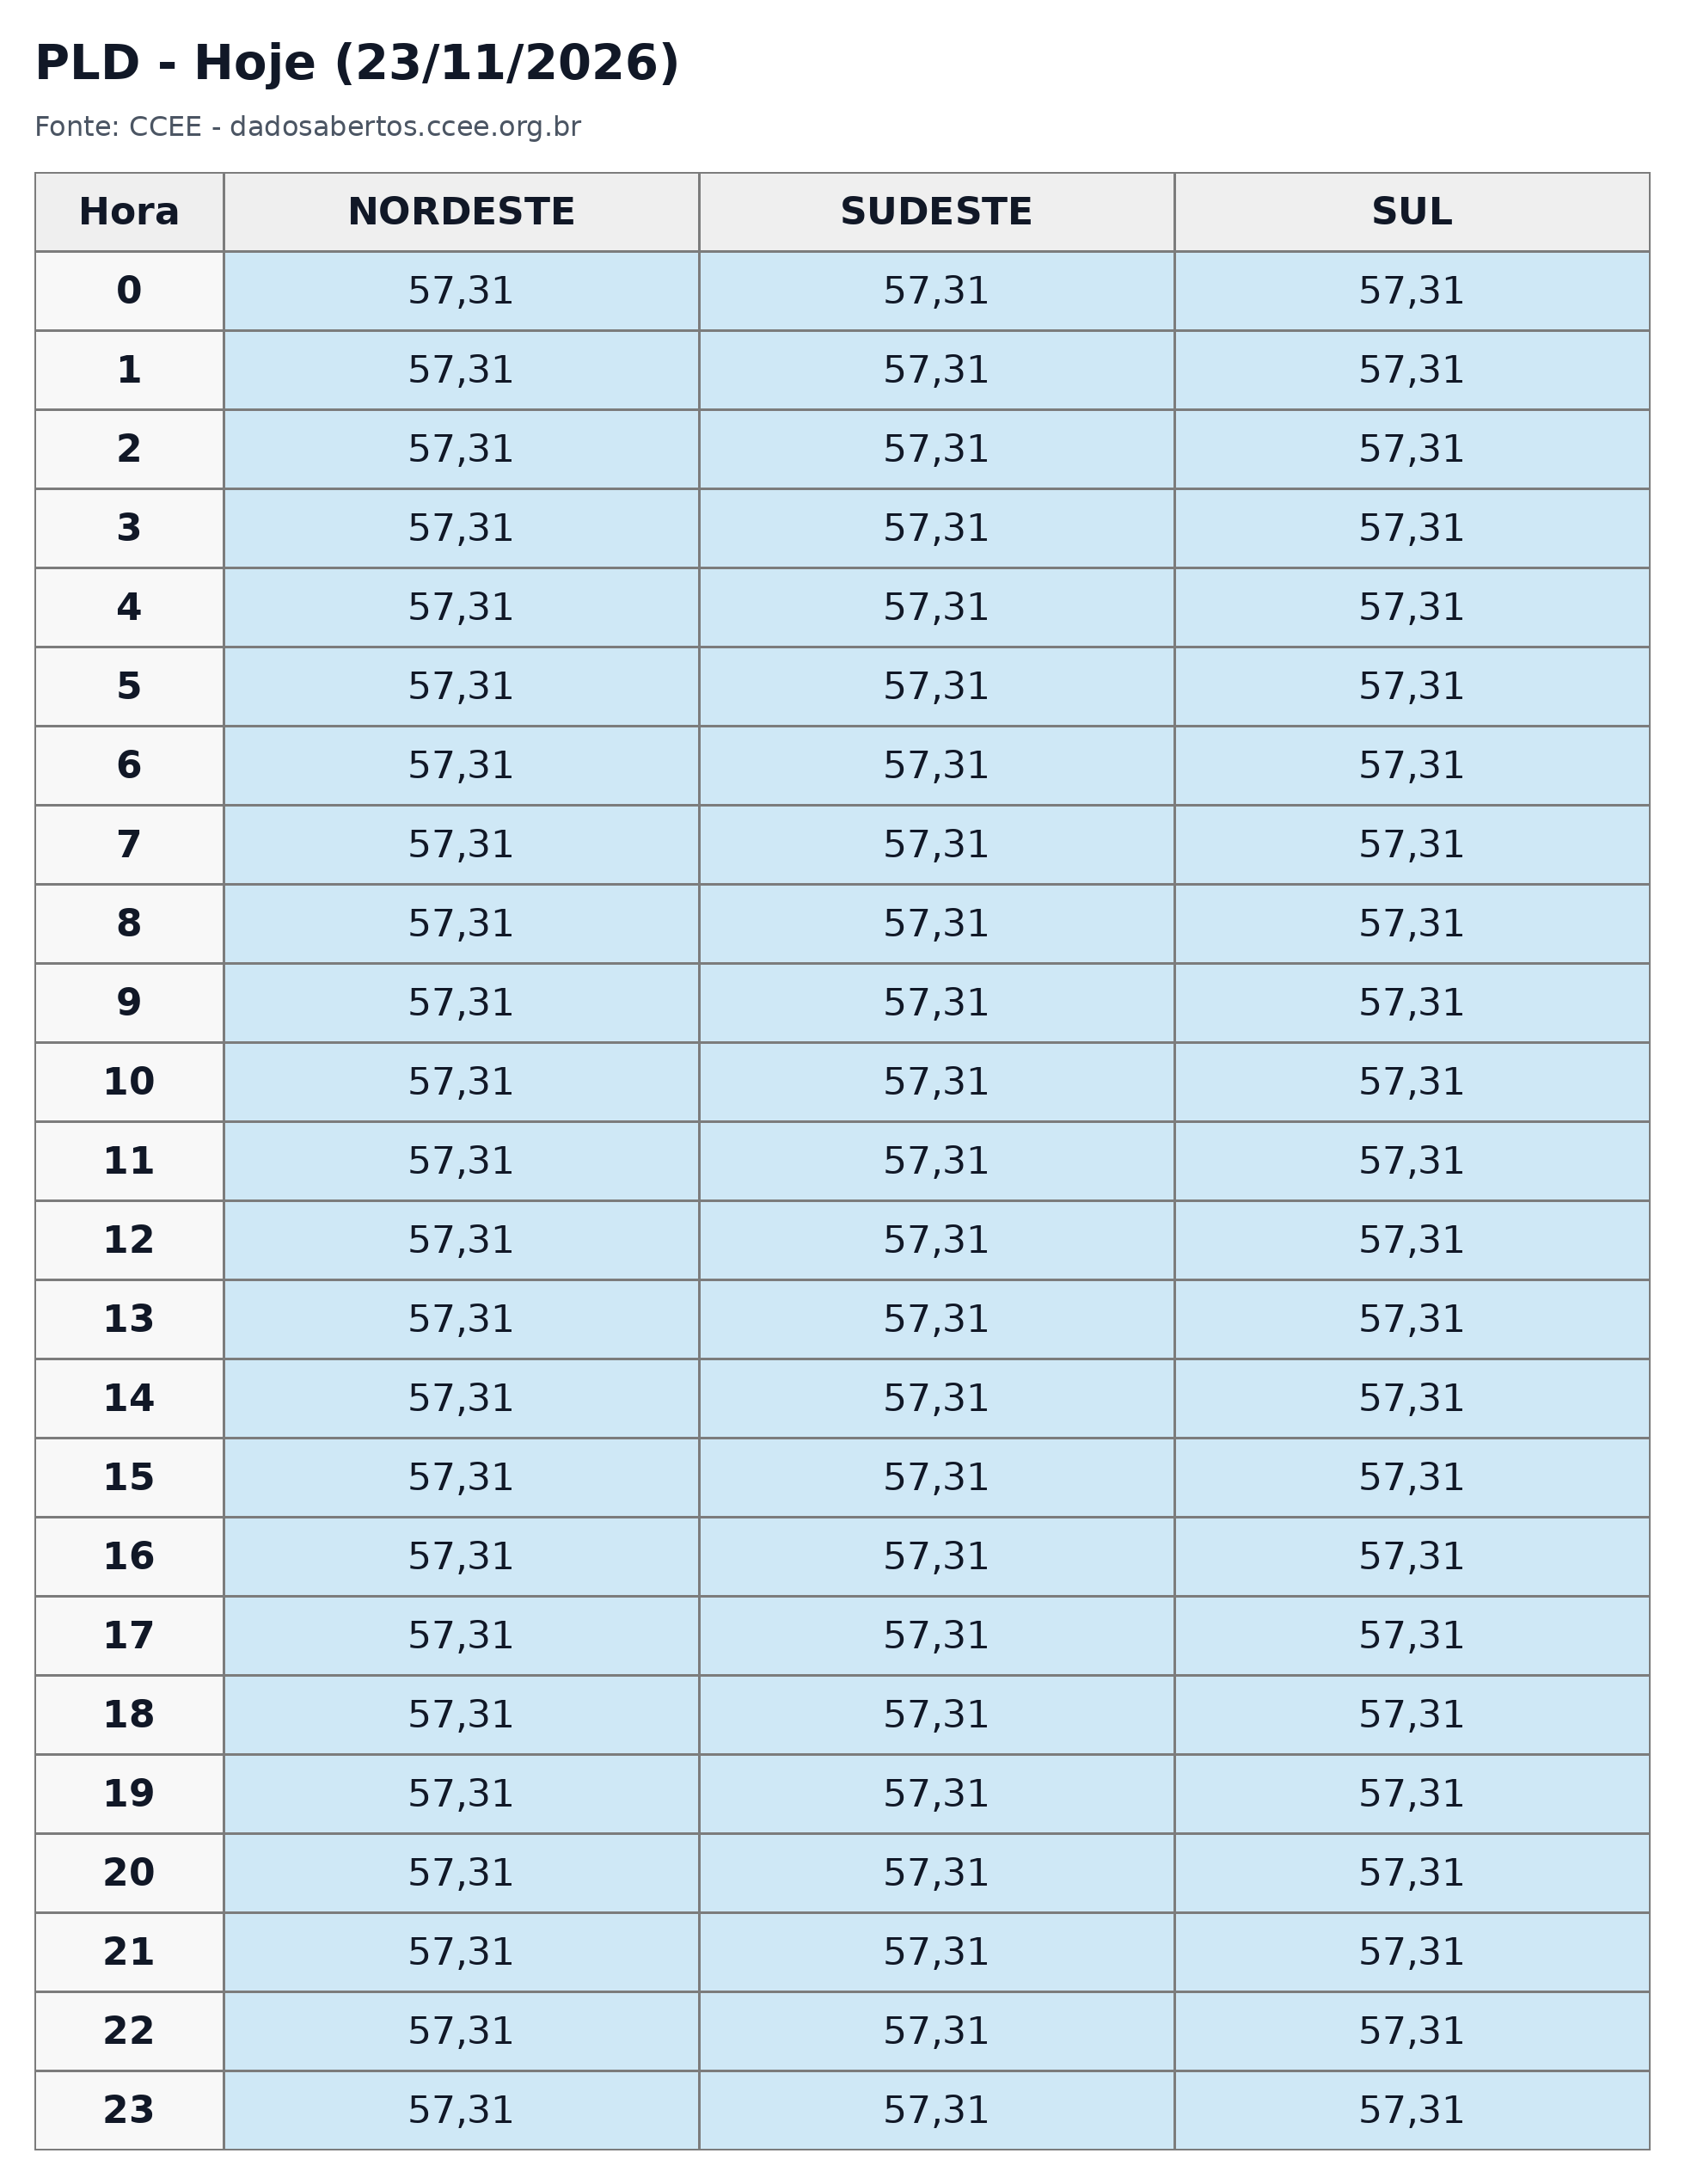 PLD - Hoje (23/11/2026)
Fonte: CCEE - dadosabertos.ccee.org.br
Hora NORDESTE SUDESTE SUL
0 57,31 57,31 57,31
1 57,31 57,31 57,31
2 57,31 57,31 57,31
3 57,31 57,31 57,31
4 57,31 57,31 57,31
5 57,31 57,31 57,31
6 57,31 57,31 57,31
7 57,31 57,31 57,31
8 57,31 57,31 57,31
9 57,31 57,31 57,31
10 57,31 57,31 57,31
11 57,31 57,31 57,31
12 57,31 57,31 57,31
13 57,31 57,31 57,31
14 57,31 57,31 57,31
15 57,31 57,31 57,31
16 57,31 57,31 57,31
17 57,31 57,31 57,31
18 57,31 57,31 57,31
19 57,31 57,31 57,31
20 57,31 57,31 57,31
21 57,31 57,31 57,31
22 57,31 57,31 57,31
23 57,31 57,31 57,31